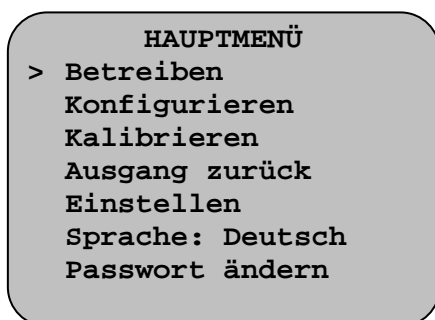 HAUPTMENÜ
> Betreiben
Konfigurieren
Kalibrieren
Ausgang zurück
Einstellen
Sprache: Deutsch
Passwort ändern